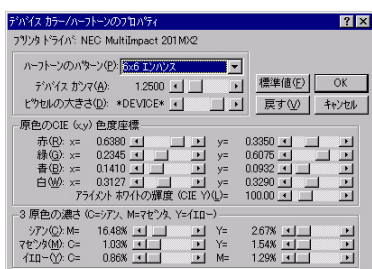 デバイス カラー/ハーフトーンのプロパティ
プリンタ ドライバ: NEC MultiImpact 201MX2
ハーフトーンのパターン(P): 6x6 エンハンス
デバイス ガンマ(A): 1.2500
標準値(F) OK
ピクセルの大きさ(D): *DEVICE*
戻す(V) キャンセル
原色のCIE (x,y) 色度座標
赤(R): x= 0.6380 y= 0.3350
緑(G): x= 0.2345 y= 0.6075
青(B): x= 0.1410 y= 0.0932
白(W): x= 0.3127 y= 0.3290
アライメント ホワイトの輝度 (CIE Y)(L)= 100.00
3 原色の濃さ (C=シアン、M=マゼンタ、Y=イエロー)
シアン(C): M= 16.48% Y= 2.67%
マゼンタ(M): C= 1.03% Y= 1.54%
イエロー(Y): C= 0.86% M= 1.29%